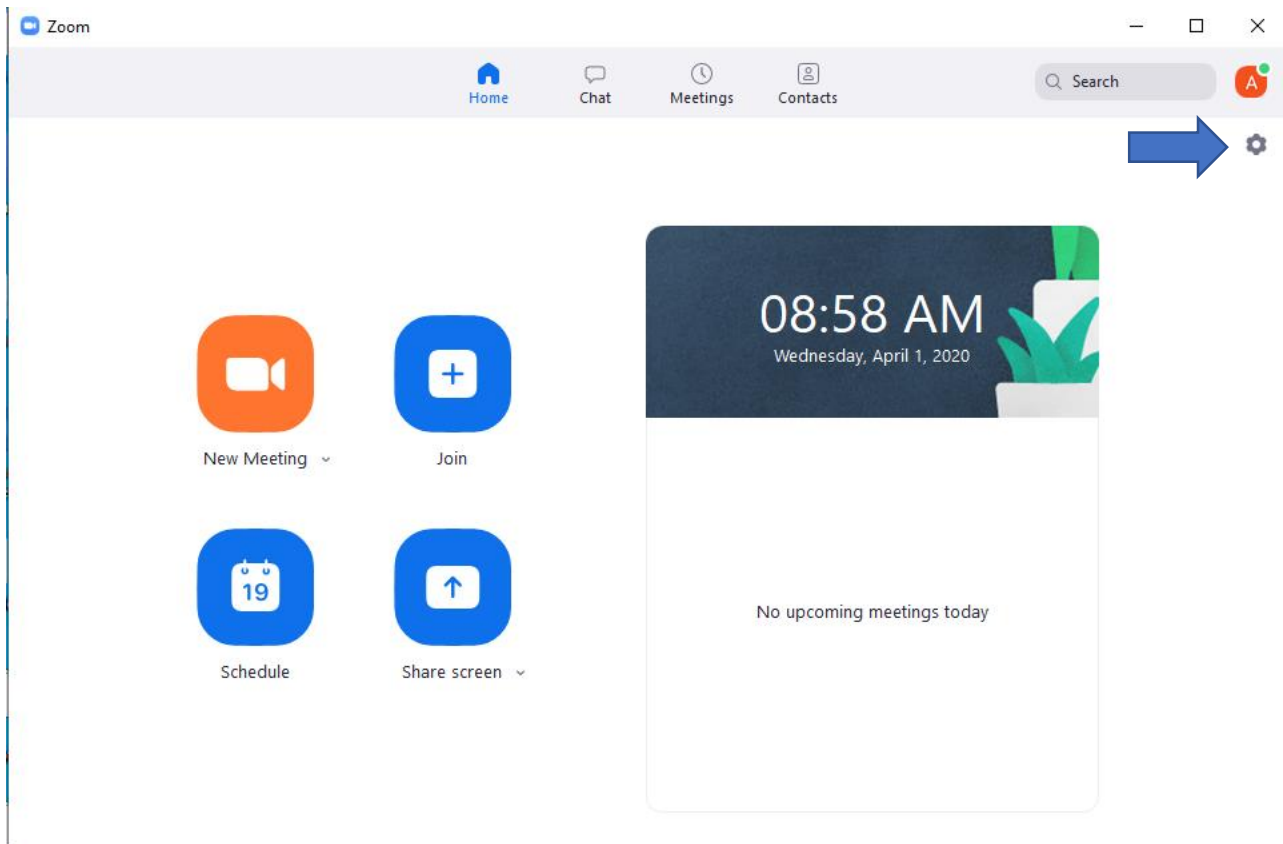 Zoom
Home
Chat
Meetings
Contacts
Search
A
08:58 AM
Wednesday, April 1, 2020
New Meeting
Join
19
Schedule
Share screen
No upcoming meetings today